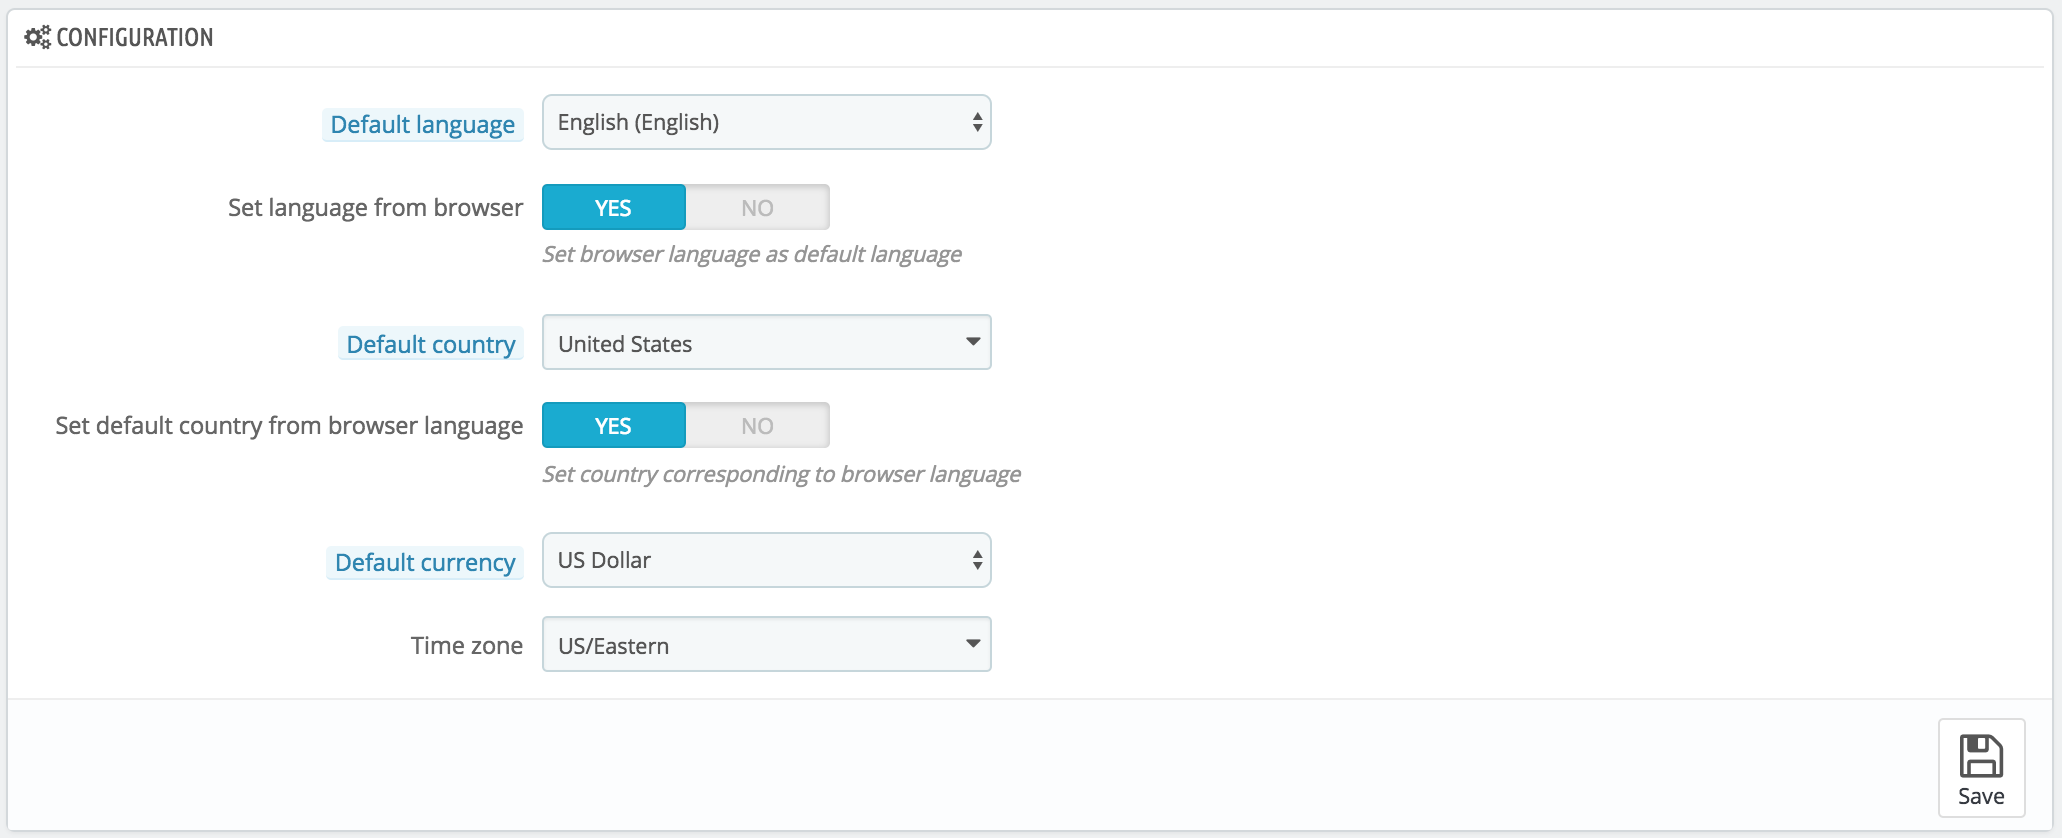 CONFIGURATION
Default language English (English)
Set language from browser YES NO
Set browser language as default language
Default country United States
Set default country from browser language YES NO
Set country corresponding to browser language
Default currency US Dollar
Time zone US/Eastern
Save